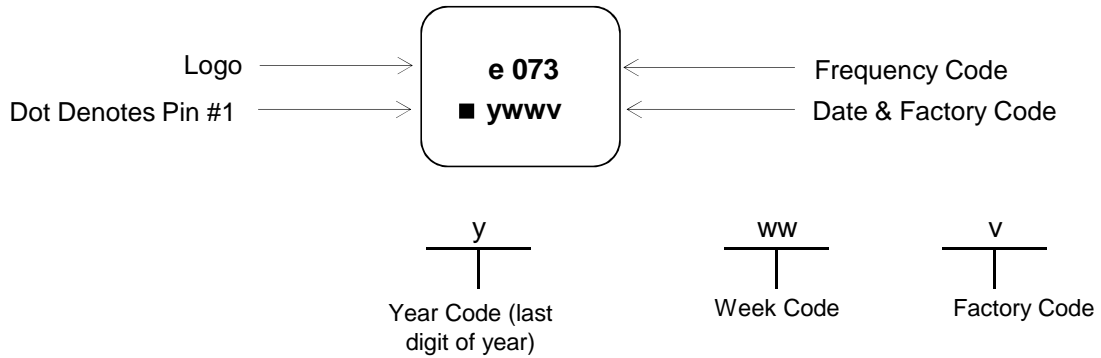 Logo
e 073
Frequency Code
Dot Denotes Pin #1
■ ywwv
Date & Factory Code
y
ww
v
Year Code (last
digit of year)
Week Code
Factory Code